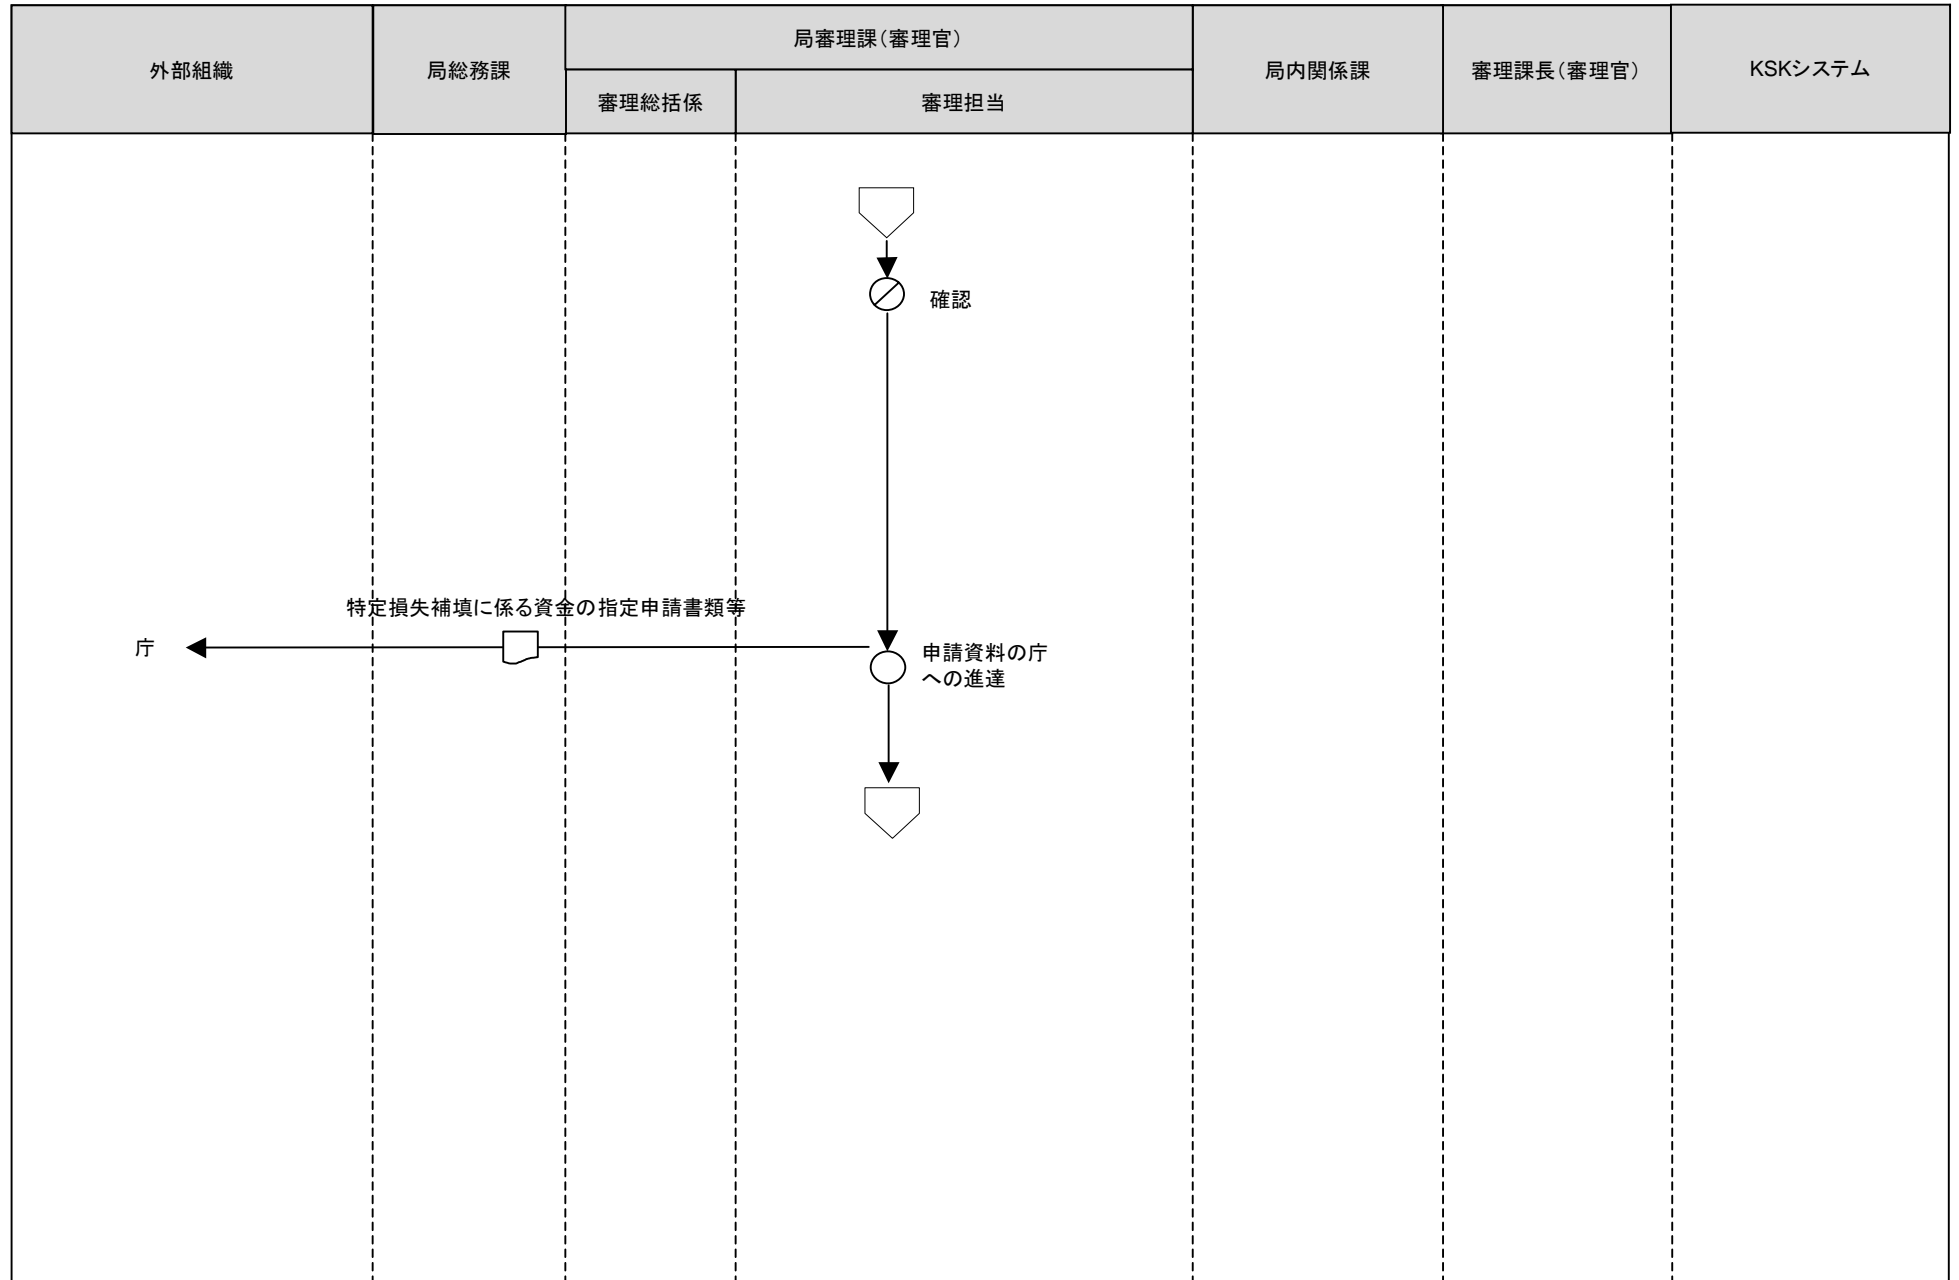 外部組織
局総務課
局審理課(審理官)
審理総括係
審理担当
局内関係課
審理課長(審理官)
KSKシステム
確認
特定損失補填に係る資金の指定申請書類等
庁
申請資料の庁
への進達